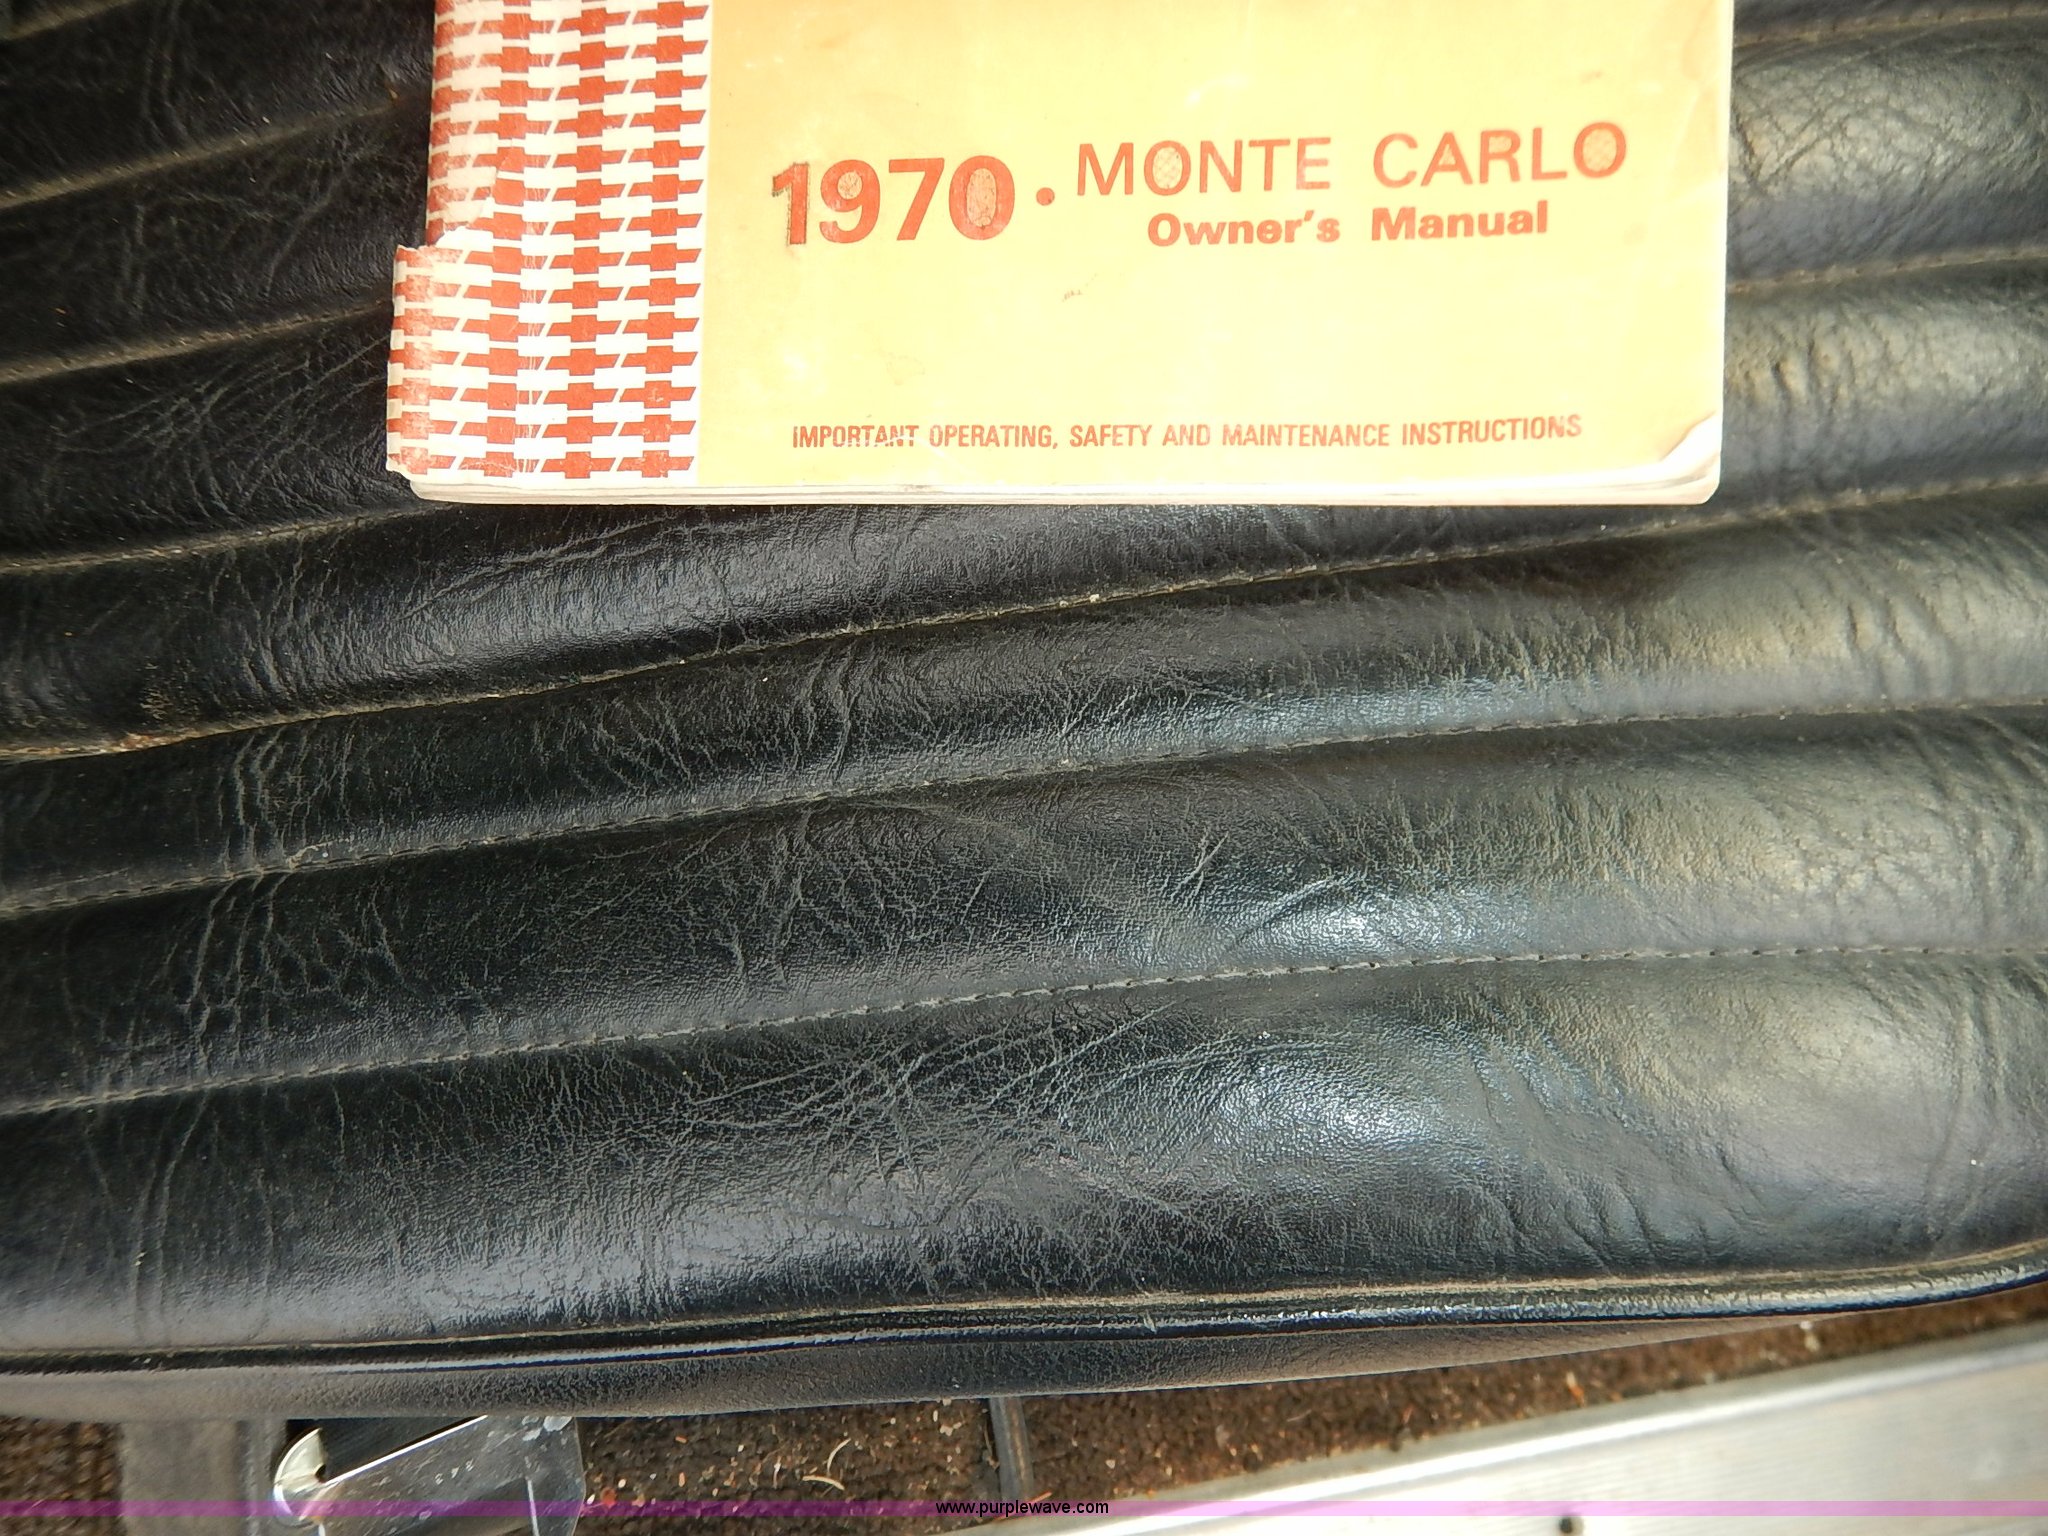 1970 • MONTE CARLO
Owner's Manual
IMPORTANT OPERATING, SAFETY AND MAINTENANCE INSTRUCTIONS
www.purplewave.com